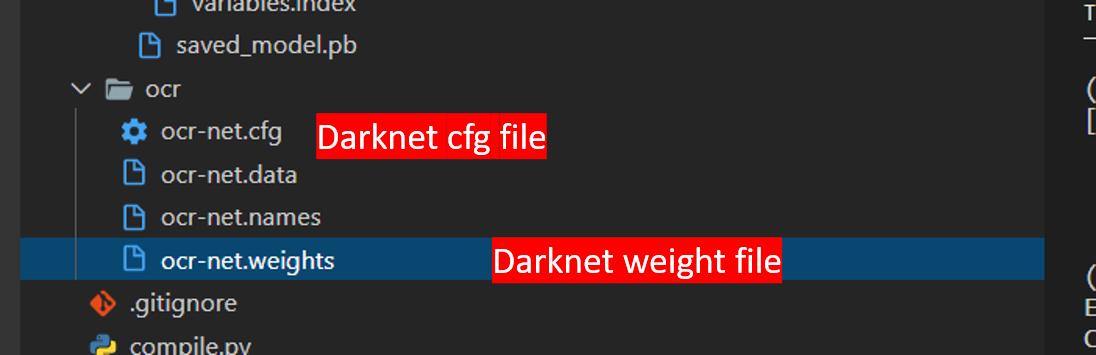 variables.index
saved_model.pb
ocr
ocr-net.cfg Darknet cfg file
ocr-net.data
ocr-net.names
ocr-net.weights Darknet weight file
.gitignore
compile.py